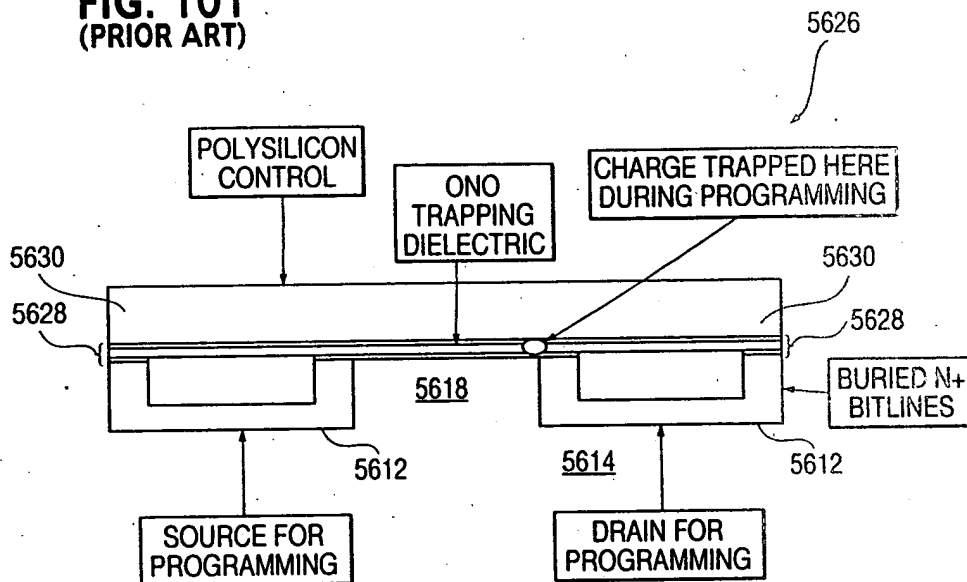 FIG. 101
(PRIOR ART)
5626
POLYSILICON
CONTROL
ONO
TRAPPING
DIELECTRIC
CHARGE TRAPPED HERE
DURING PROGRAMMING
5630
5630
5628
5628
5618
BURIED N+
BITLINES
5612
5614
5612
SOURCE FOR
PROGRAMMING
DRAIN FOR
PROGRAMMING